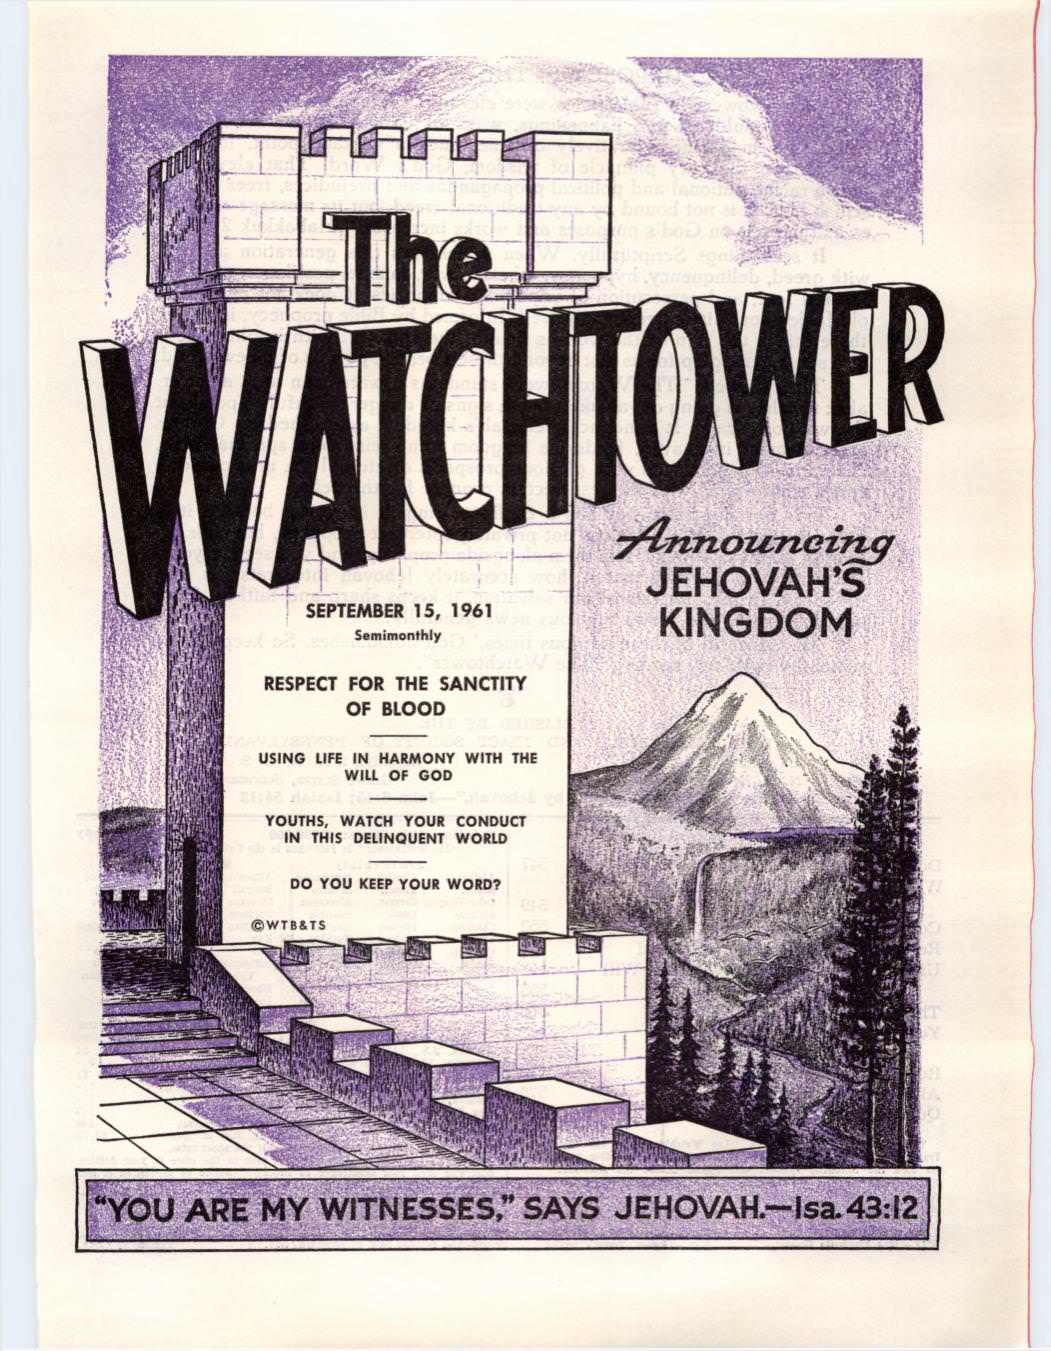 The
WATCHTOWER
Announcing
JEHOVAH'S
KINGDOM
SEPTEMBER 15, 1961
Semimonthly
RESPECT FOR THE SANCTITY
OF BLOOD
USING LIFE IN HARMONY WITH THE
WILL OF GOD
YOUTHS, WATCH YOUR CONDUCT
IN THIS DELINQUENT WORLD
DO YOU KEEP YOUR WORD?
©WTB&TS
"YOU ARE MY WITNESSES," SAYS JEHOVAH.—Isa. 43:12